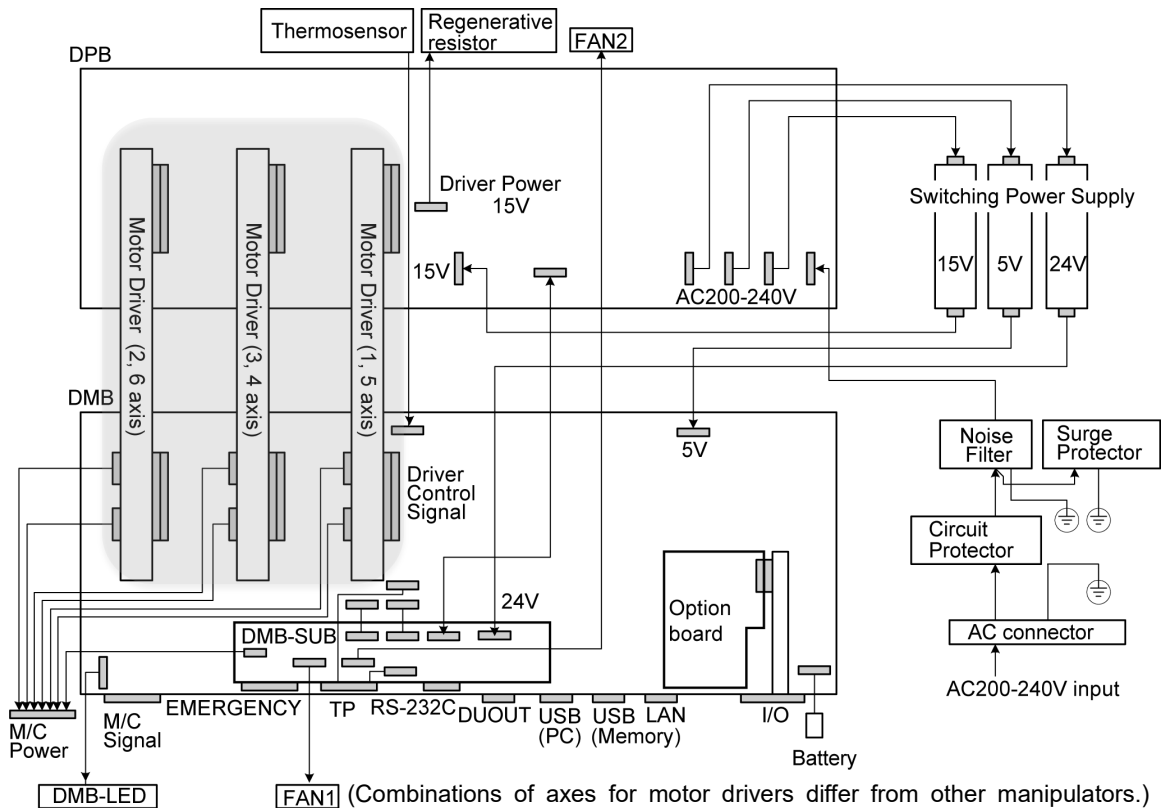 Thermosensor
Regenerative
resistor
FAN2
DPB
Driver Power
15V
Switching Power Supply
15V
AC200-240V
15V
5V
24V
Motor Driver (2, 6 axis)
Motor Driver (3, 4 axis)
Motor Driver (1, 5 axis)
DMB
5V
Noise
Filter
Surge
Protector
Driver
Control
Signal
Circuit
Protector
24V
Option
board
DMB-SUB
AC connector
AC200-240V input
EMERGENCY
TP
RS-232C
DUOUT
USB
(PC)
USB
(Memory)
LAN
I/O
M/C
Power
M/C
Signal
Battery
DMB-LED
FAN1
(Combinations of axes for motor drivers differ from other manipulators.)